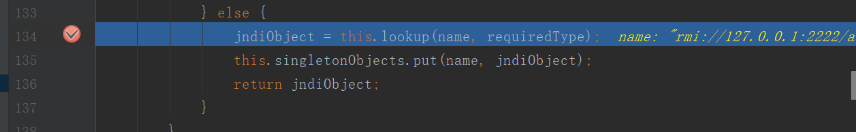 133 } else {
134 jndiObject = this.lookup(name, requiredType); name: "rmi://127.0.0.1:2222/a
135 this.singletonObjects.put(name, jndiObject);
136 return jndiObject;
137 }
138 }